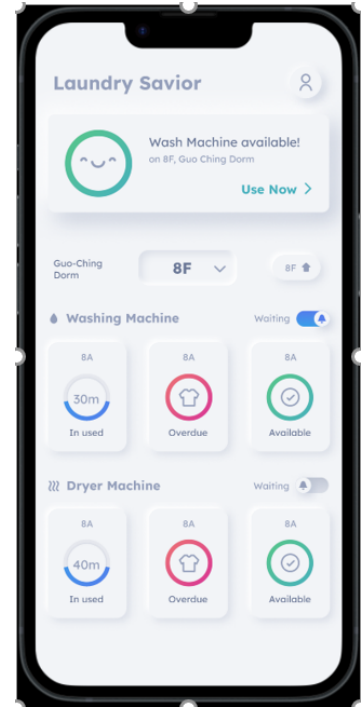 Laundry Savior
Wash Machine available!
on 8F, Guo Ching Dorm
Use Now >
Guo-Ching
Dorm
8F
8F
Washing Machine
Waiting
8A
8A
8A
30m
In used
Overdue
Available
Dryer Machine
Waiting
8A
8A
8A
40m
In used
Overdue
Available